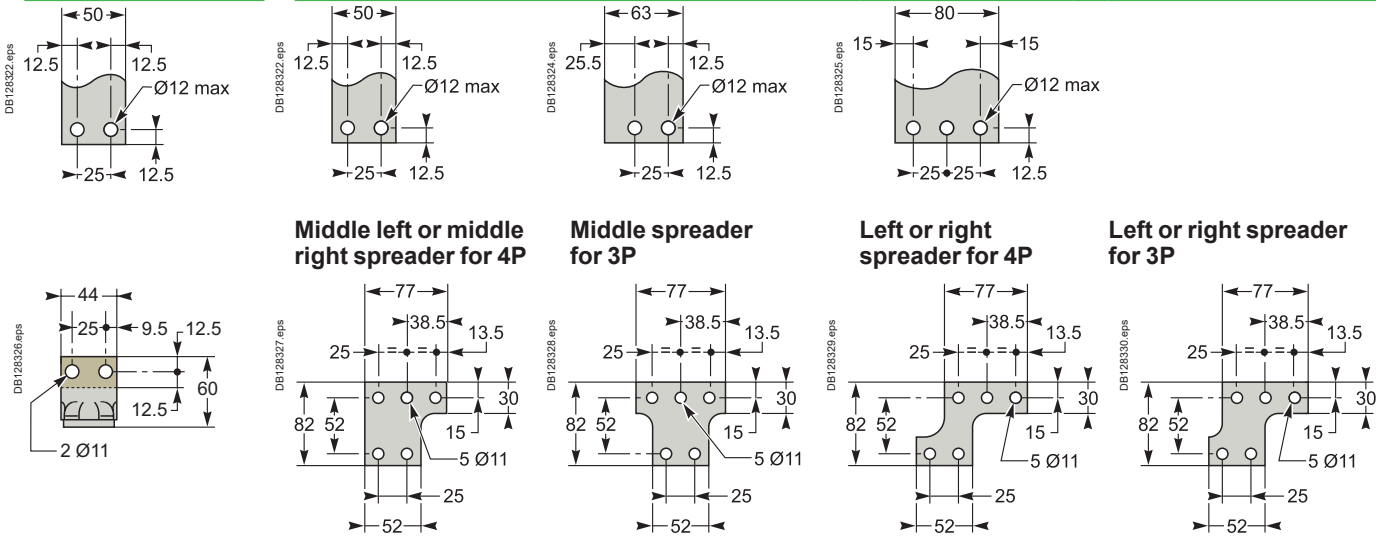 50
12.5
12.5
Ø12 max
25
12.5
DB128322.eps
50
12.5
12.5
Ø12 max
25
12.5
DB128322.eps
63
25.5
12.5
Ø12 max
25
12.5
DB128324.eps
80
15
15
Ø12 max
25
25
12.5
DB128325.eps
44
25
9.5
12.5
60
12.5
2 Ø11
DB128326.eps
Middle left or middle
right spreader for 4P
77
38.5
13.5
25
82
52
30
15
5 Ø11
25
52
DB128327.eps
Middle spreader
for 3P
77
38.5
13.5
25
82
52
30
15
5 Ø11
25
52
DB128328.eps
Left or right
spreader for 4P
77
38.5
13.5
25
82
52
30
15
5 Ø11
25
52
DB128329.eps
Left or right spreader
for 3P
77
38.5
13.5
25
82
52
30
15
5 Ø11
25
52
DB128330.eps